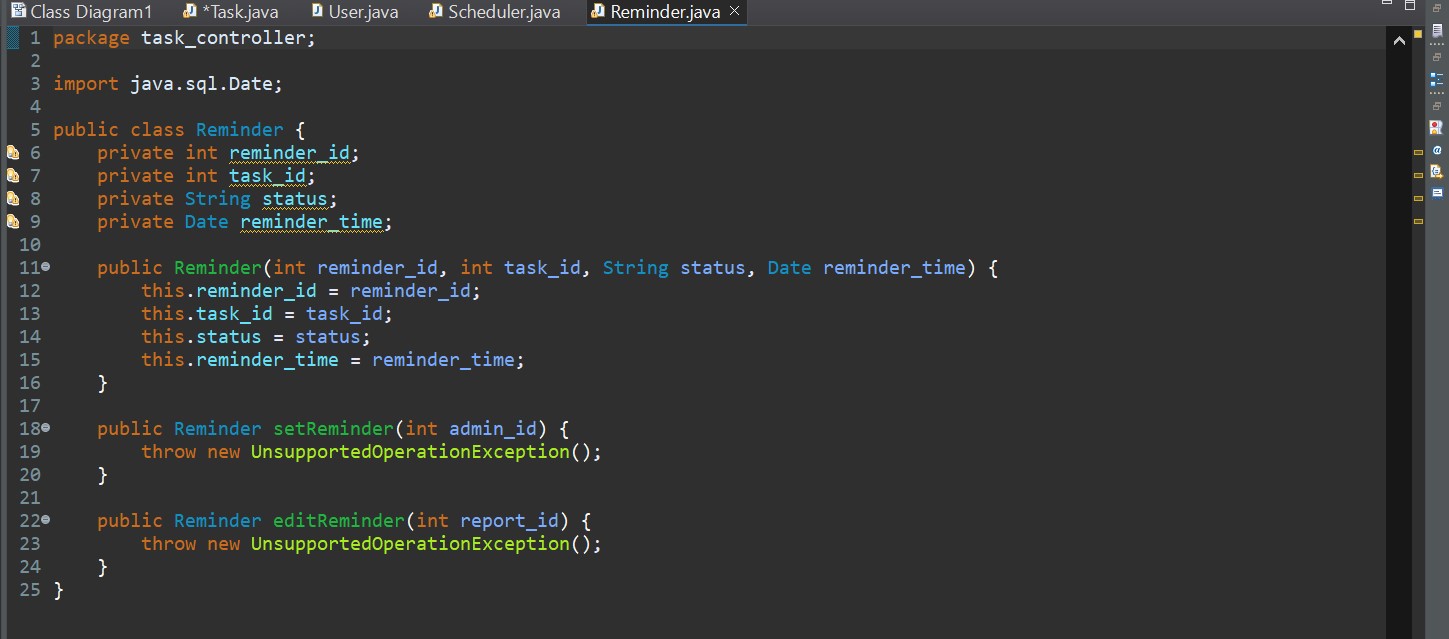 Class Diagram1 *Task.java User.java Scheduler.java Reminder.java
1 package task_controller;
2
3 import java.sql.Date;
4
5 public class Reminder {
6     private int reminder_id;
7     private int task_id;
8     private String status;
9     private Date reminder_time;
10
11     public Reminder(int reminder_id, int task_id, String status, Date reminder_time) {
12         this.reminder_id = reminder_id;
13         this.task_id = task_id;
14         this.status = status;
15         this.reminder_time = reminder_time;
16     }
17
18     public Reminder setReminder(int admin_id) {
19         throw new UnsupportedOperationException();
20     }
21
22     public Reminder editReminder(int report_id) {
23         throw new UnsupportedOperationException();
24     }
25 }